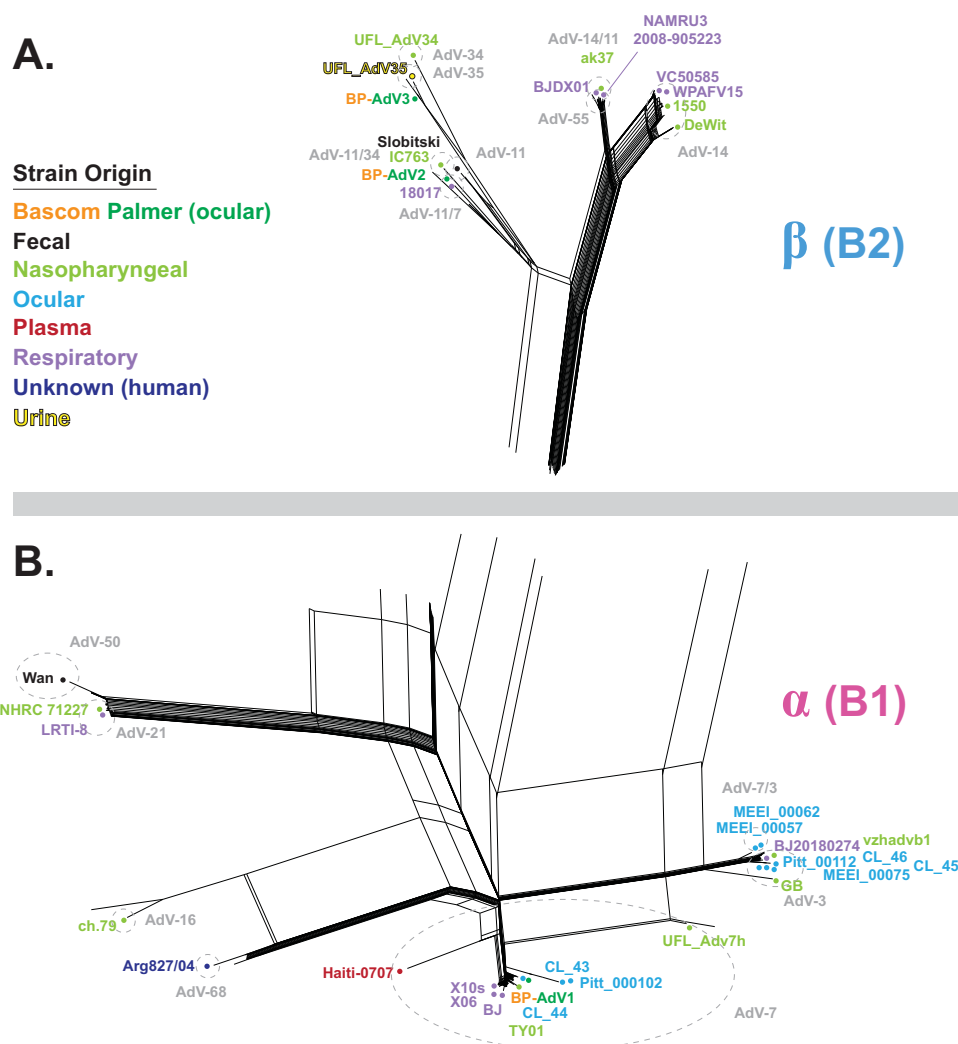 A.
UFL_AdV34
AdV-34
UFL_AdV35
AdV-35
BP-AdV3
Slobitski
AdV-11/34
IC763
AdV-11
BP-AdV2
18017
AdV-11/7
NAMRU3
2008-905223
AdV-14/11
ak37
BJDX01
AdV-55
VC50585
WPAFV15
1550
DeWit
AdV-14
β (B2)
Strain Origin
Bascom Palmer (ocular)
Fecal
Nasopharyngeal
Ocular
Plasma
Respiratory
Unknown (human)
Urine
B.
AdV-50
Wan
NHRC 71227
LRTI-8
AdV-21
α (B1)
AdV-7/3
MEEI_00062
MEEI_00057
BJ20180274
vzhadvb1
Pitt_00112
CL_46
CL_45
MEEI_00075
GB
AdV-3
ch.79
AdV-16
Arg827/04
AdV-68
Haiti-0707
UFL_Adv7h
CL_43
Pitt_000102
X10s
X06
BJ
BP-AdV1
CL_44
TY01
AdV-7